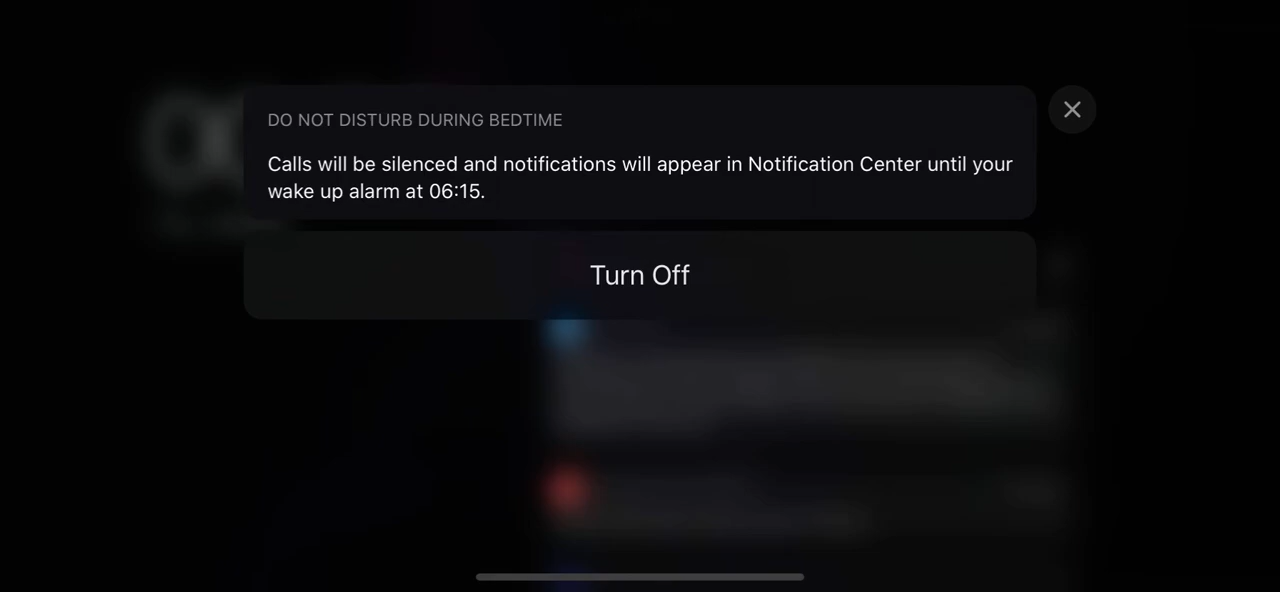 DO NOT DISTURB DURING BEDTIME
Calls will be silenced and notifications will appear in Notification Center until your
wake up alarm at 06:15.
Turn Off